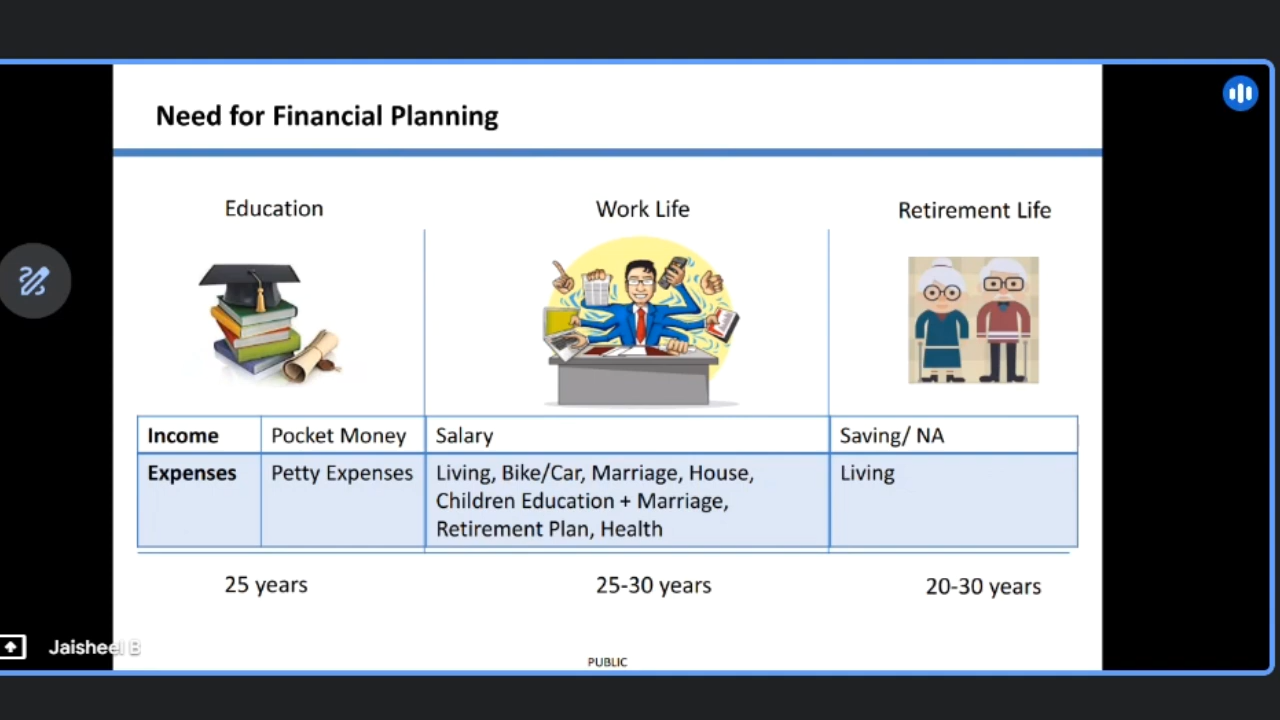 Need for Financial Planning
Education
Work Life
Retirement Life
Income
Pocket Money
Salary
Saving/ NA
Expenses
Petty Expenses
Living, Bike/Car, Marriage, House,
Children Education + Marriage,
Retirement Plan, Health
Living
25 years
25-30 years
20-30 years
Jaisheel B
PUBLIC